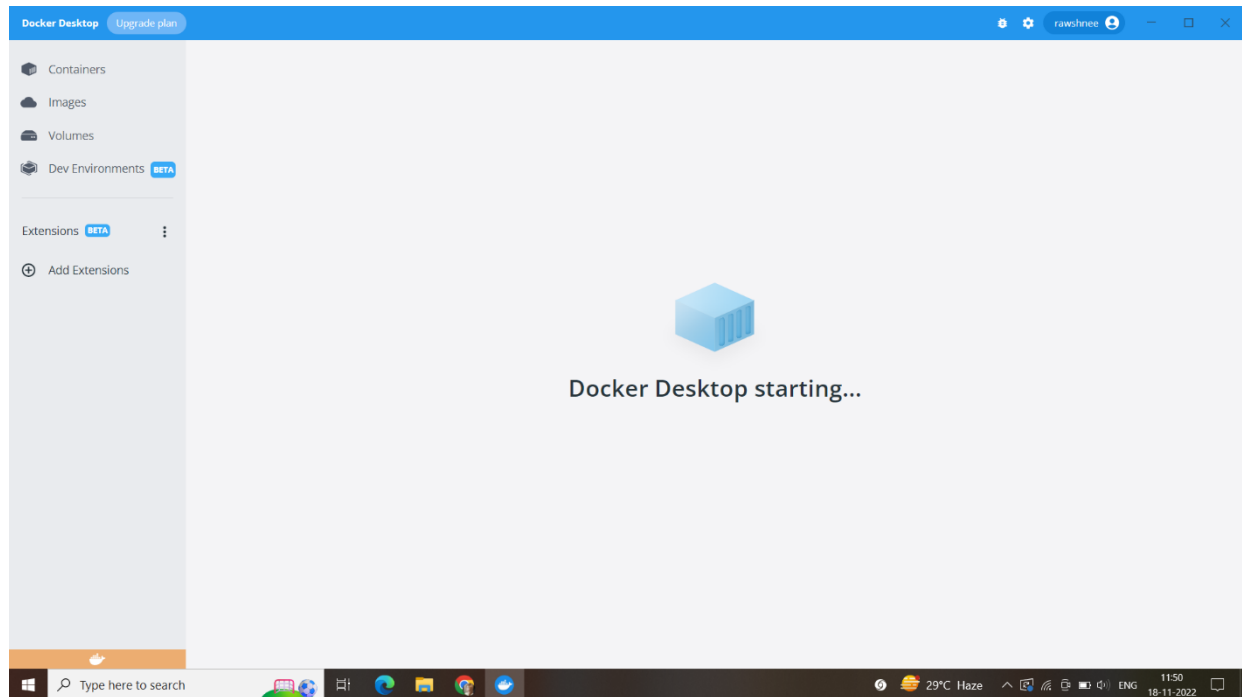 Docker Desktop Upgrade plan rawshnee
Containers
Images
Volumes
Dev Environments BETA
Extensions BETA
Add Extensions
Docker Desktop starting...
Type here to search 29°C Haze ENG 11:50
18-11-2022